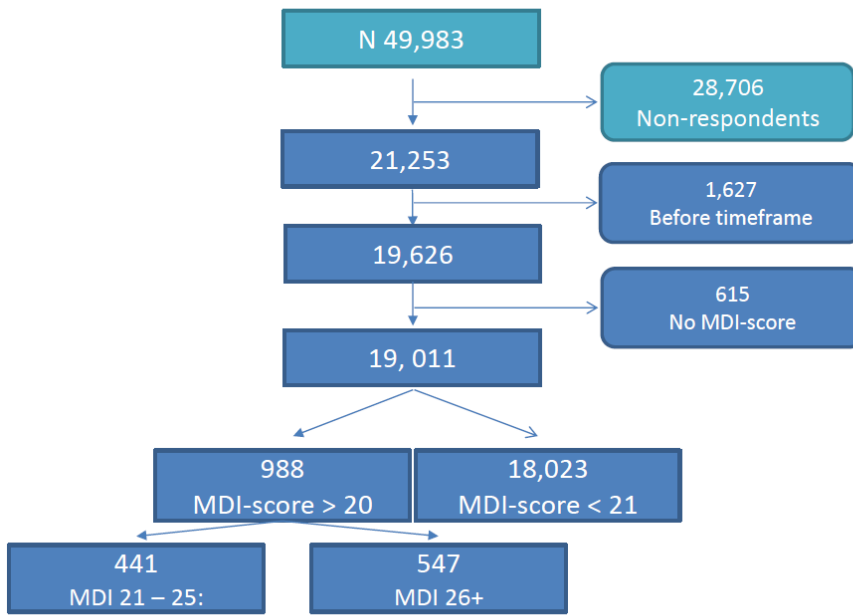 N 49,983
28,706
Non-respondents
21,253
1,627
Before timeframe
19,626
615
No MDI-score
19, 011
988
MDI-score > 20
18,023
MDI-score < 21
441
MDI 21 – 25:
547
MDI 26+